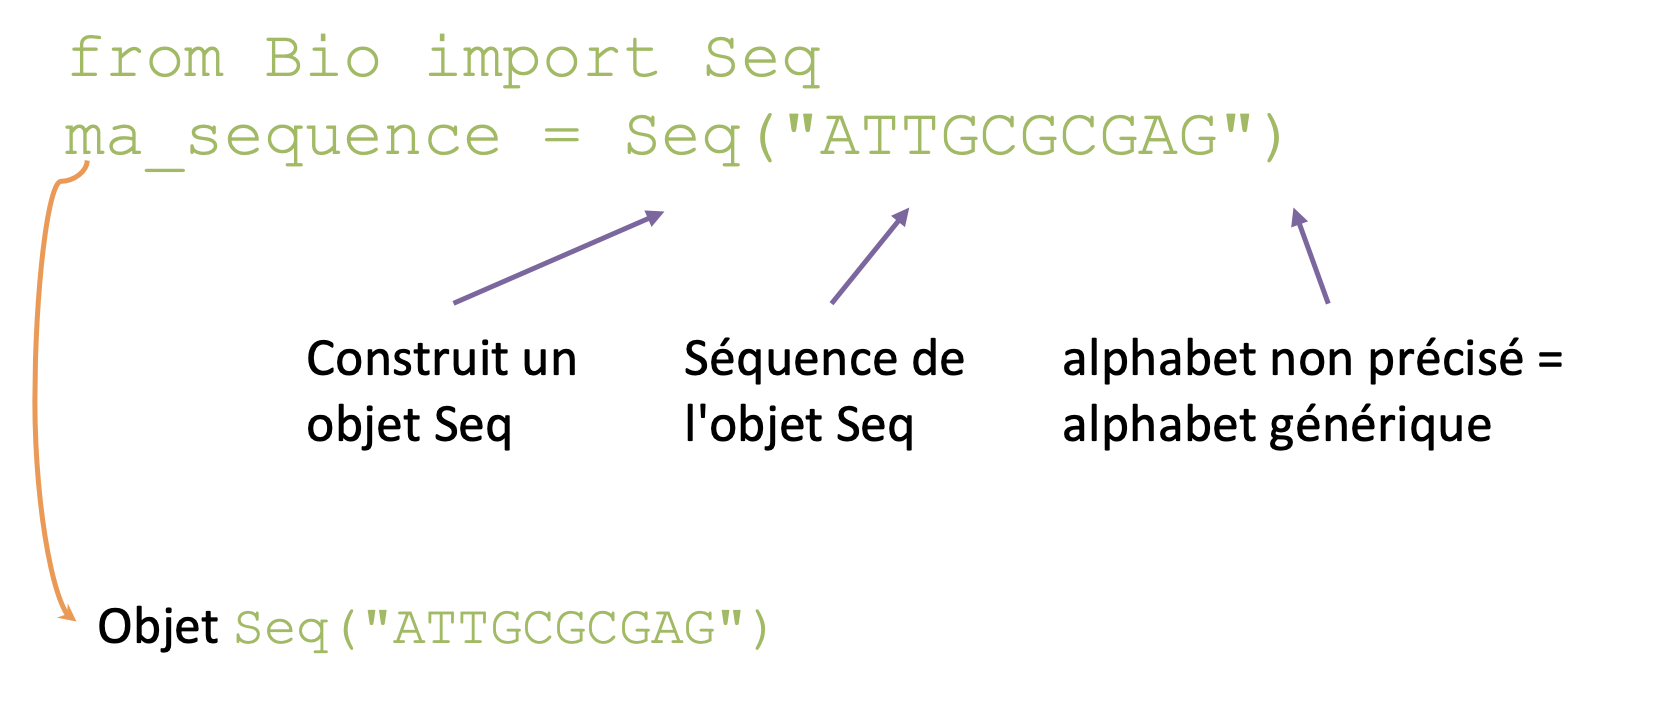 from Bio import Seq
ma_sequence = Seq("ATTGCGCGAG")
Construit un
objet Seq
Séquence de
l'objet Seq
alphabet non précisé =
alphabet générique
Objet Seq("ATTGCGCGAG")